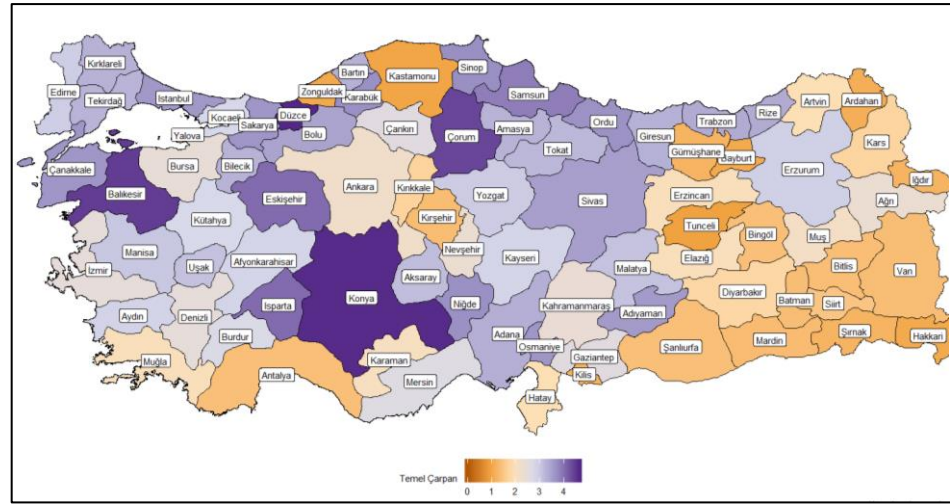 Kırklareli
Edirne
Tekirdağ
İstanbul
Kocaeli
Yalova
Sakarya
Düzce
Zonguldak
Bartın
Karabük
Kastamonu
Sinop
Samsun
Ordu
Giresun
Trabzon
Rize
Artvin
Ardahan
Kars
Iğdır
Bolu
Çankırı
Çorum
Amasya
Tokat
Gümüşhane
Bayburt
Erzurum
Ağrı
Çanakkale
Balıkesir
Bursa
Bilecik
Eskişehir
Ankara
Kırıkkale
Yozgat
Sivas
Erzincan
Tunceli
Bingöl
Muş
Kütahya
Kırşehir
Nevşehir
Kayseri
Malatya
Elazığ
Bitlis
Van
Manisa
İzmir
Uşak
Afyonkarahisar
Konya
Aksaray
Niğde
Kahramanmaraş
Adıyaman
Diyarbakır
Batman
Siirt
Şırnak
Hakkari
Aydın
Denizli
Isparta
Burdur
Karaman
Adana
Osmaniye
Gaziantep
Kilis
Şanlıurfa
Mardin
Muğla
Antalya
Mersin
Hatay
Temel Çarpan
0 1 2 3 4